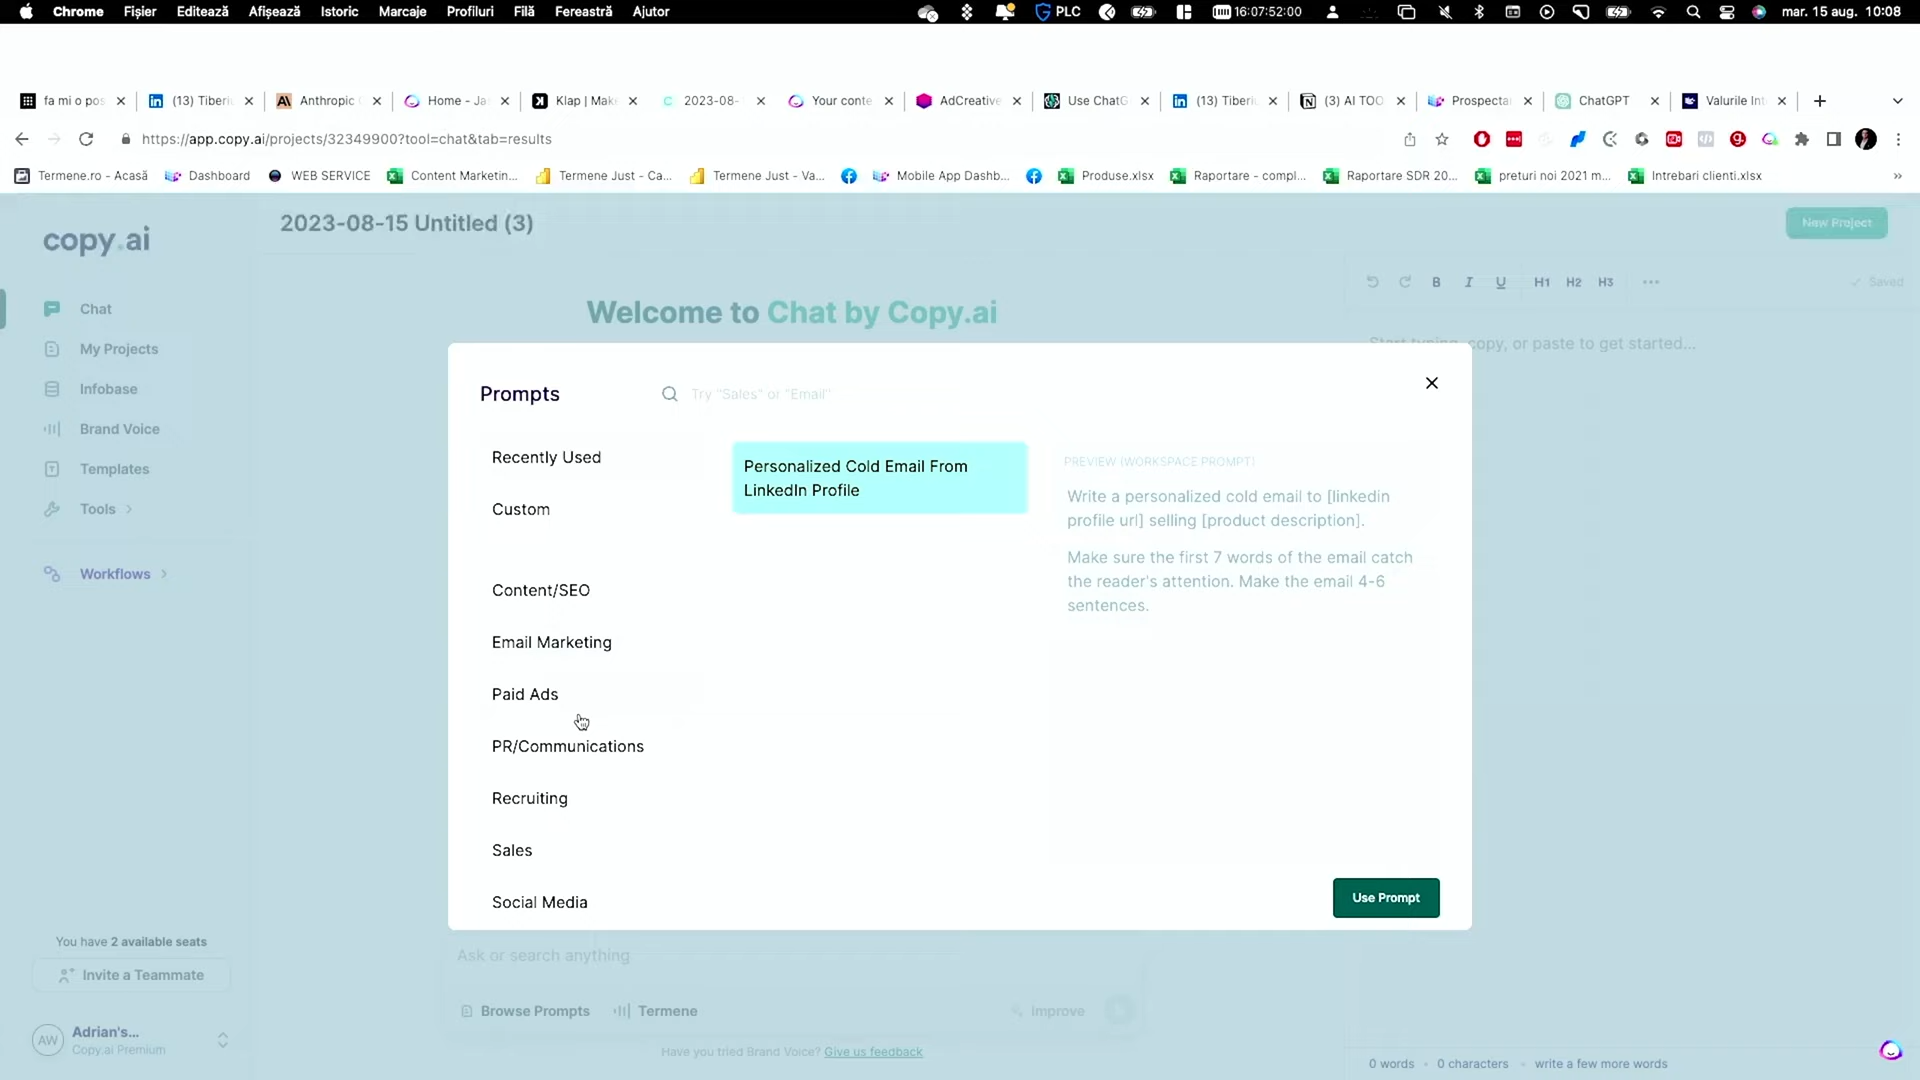 Chrome Fișier Editează Afișează Istoric Marcaje Profiluri Filă Fereastră Ajutor PLC 16:07:52:00 mar. 15 aug. 10:08
fa mi o pos (13) Tiberi Anthropic Home - Ja Klap | Make 2023-08- Your conte AdCreative Use ChatG (13) Tiberi (3) AI TOO Prospecta ChatGPT Valurile Int
https://app.copy.ai/projects/32349900?tool=chat&tab=results
Termene.ro - Acasă Dashboard WEB SERVICE Content Marketin... Termene Just - Ca... Termene Just - Va... Mobile App Dashb... Produse.xlsx Raportare - compl... Raportare SDR 20... preturi noi 2021 m... Intrebari clienti.xlsx »
copy.ai
2023-08-15 Untitled (3)
New Project
Chat
My Projects
Infobase
Brand Voice
Templates
Tools
Workflows
B I U H1 H2 H3 ... Saved
Welcome to Chat by Copy.ai
Start typing, copy, or paste to get started...
Prompts
Try "Sales" or "Email"
Recently Used
Custom
Content/SEO
Email Marketing
Paid Ads
PR/Communications
Recruiting
Sales
Social Media
Personalized Cold Email From
LinkedIn Profile
PREVIEW (WORKSPACE PROMPT)
Write a personalized cold email to [linkedin
profile url] selling [product description].
Make sure the first 7 words of the email catch
the reader's attention. Make the email 4-6
sentences.
Use Prompt
Ask or search anything
Browse Prompts Termene Improve
Have you tried Brand Voice? Give us feedback
You have 2 available seats
Invite a Teammate
AW Adrian's...
Copy.ai Premium
0 words 0 characters write a few more words